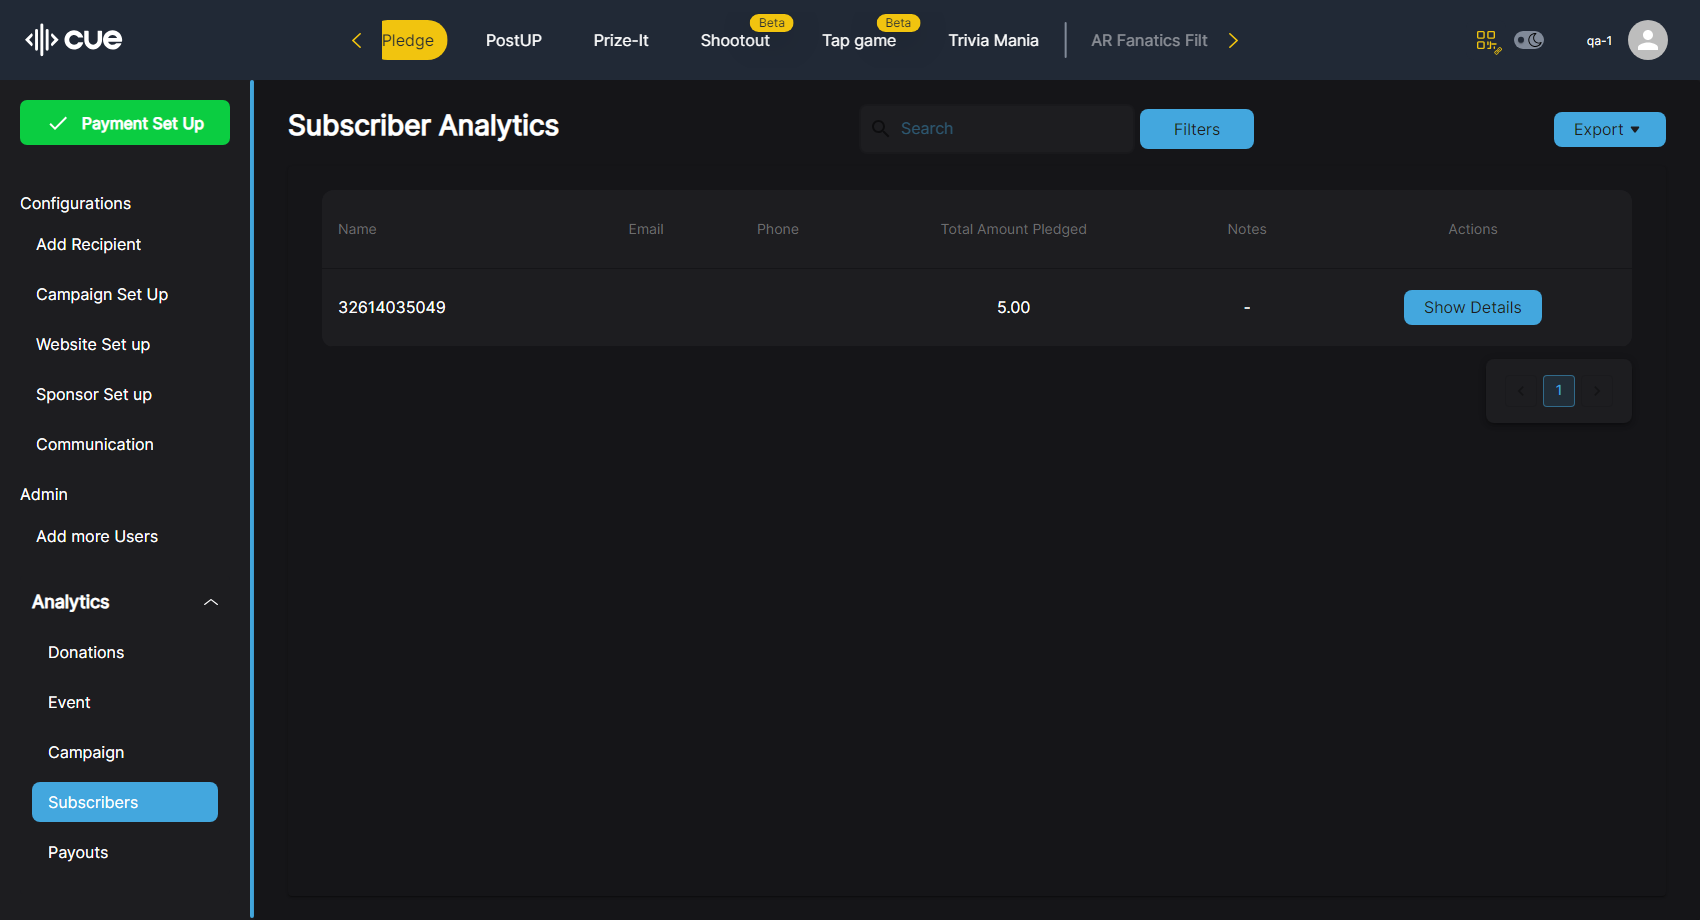 cue
Pledge
PostUP
Prize-It
Shootout
Beta
Tap game
Beta
Trivia Mania
AR Fanatics Filt
qa-1
Payment Set Up
Configurations
Add Recipient
Campaign Set Up
Website Set up
Sponsor Set up
Communication
Admin
Add more Users
Analytics
Donations
Event
Campaign
Subscribers
Payouts
Subscriber Analytics
Search
Filters
Export
Name Email Phone Total Amount Pledged Notes Actions
32614035049 5.00 - Show Details
1